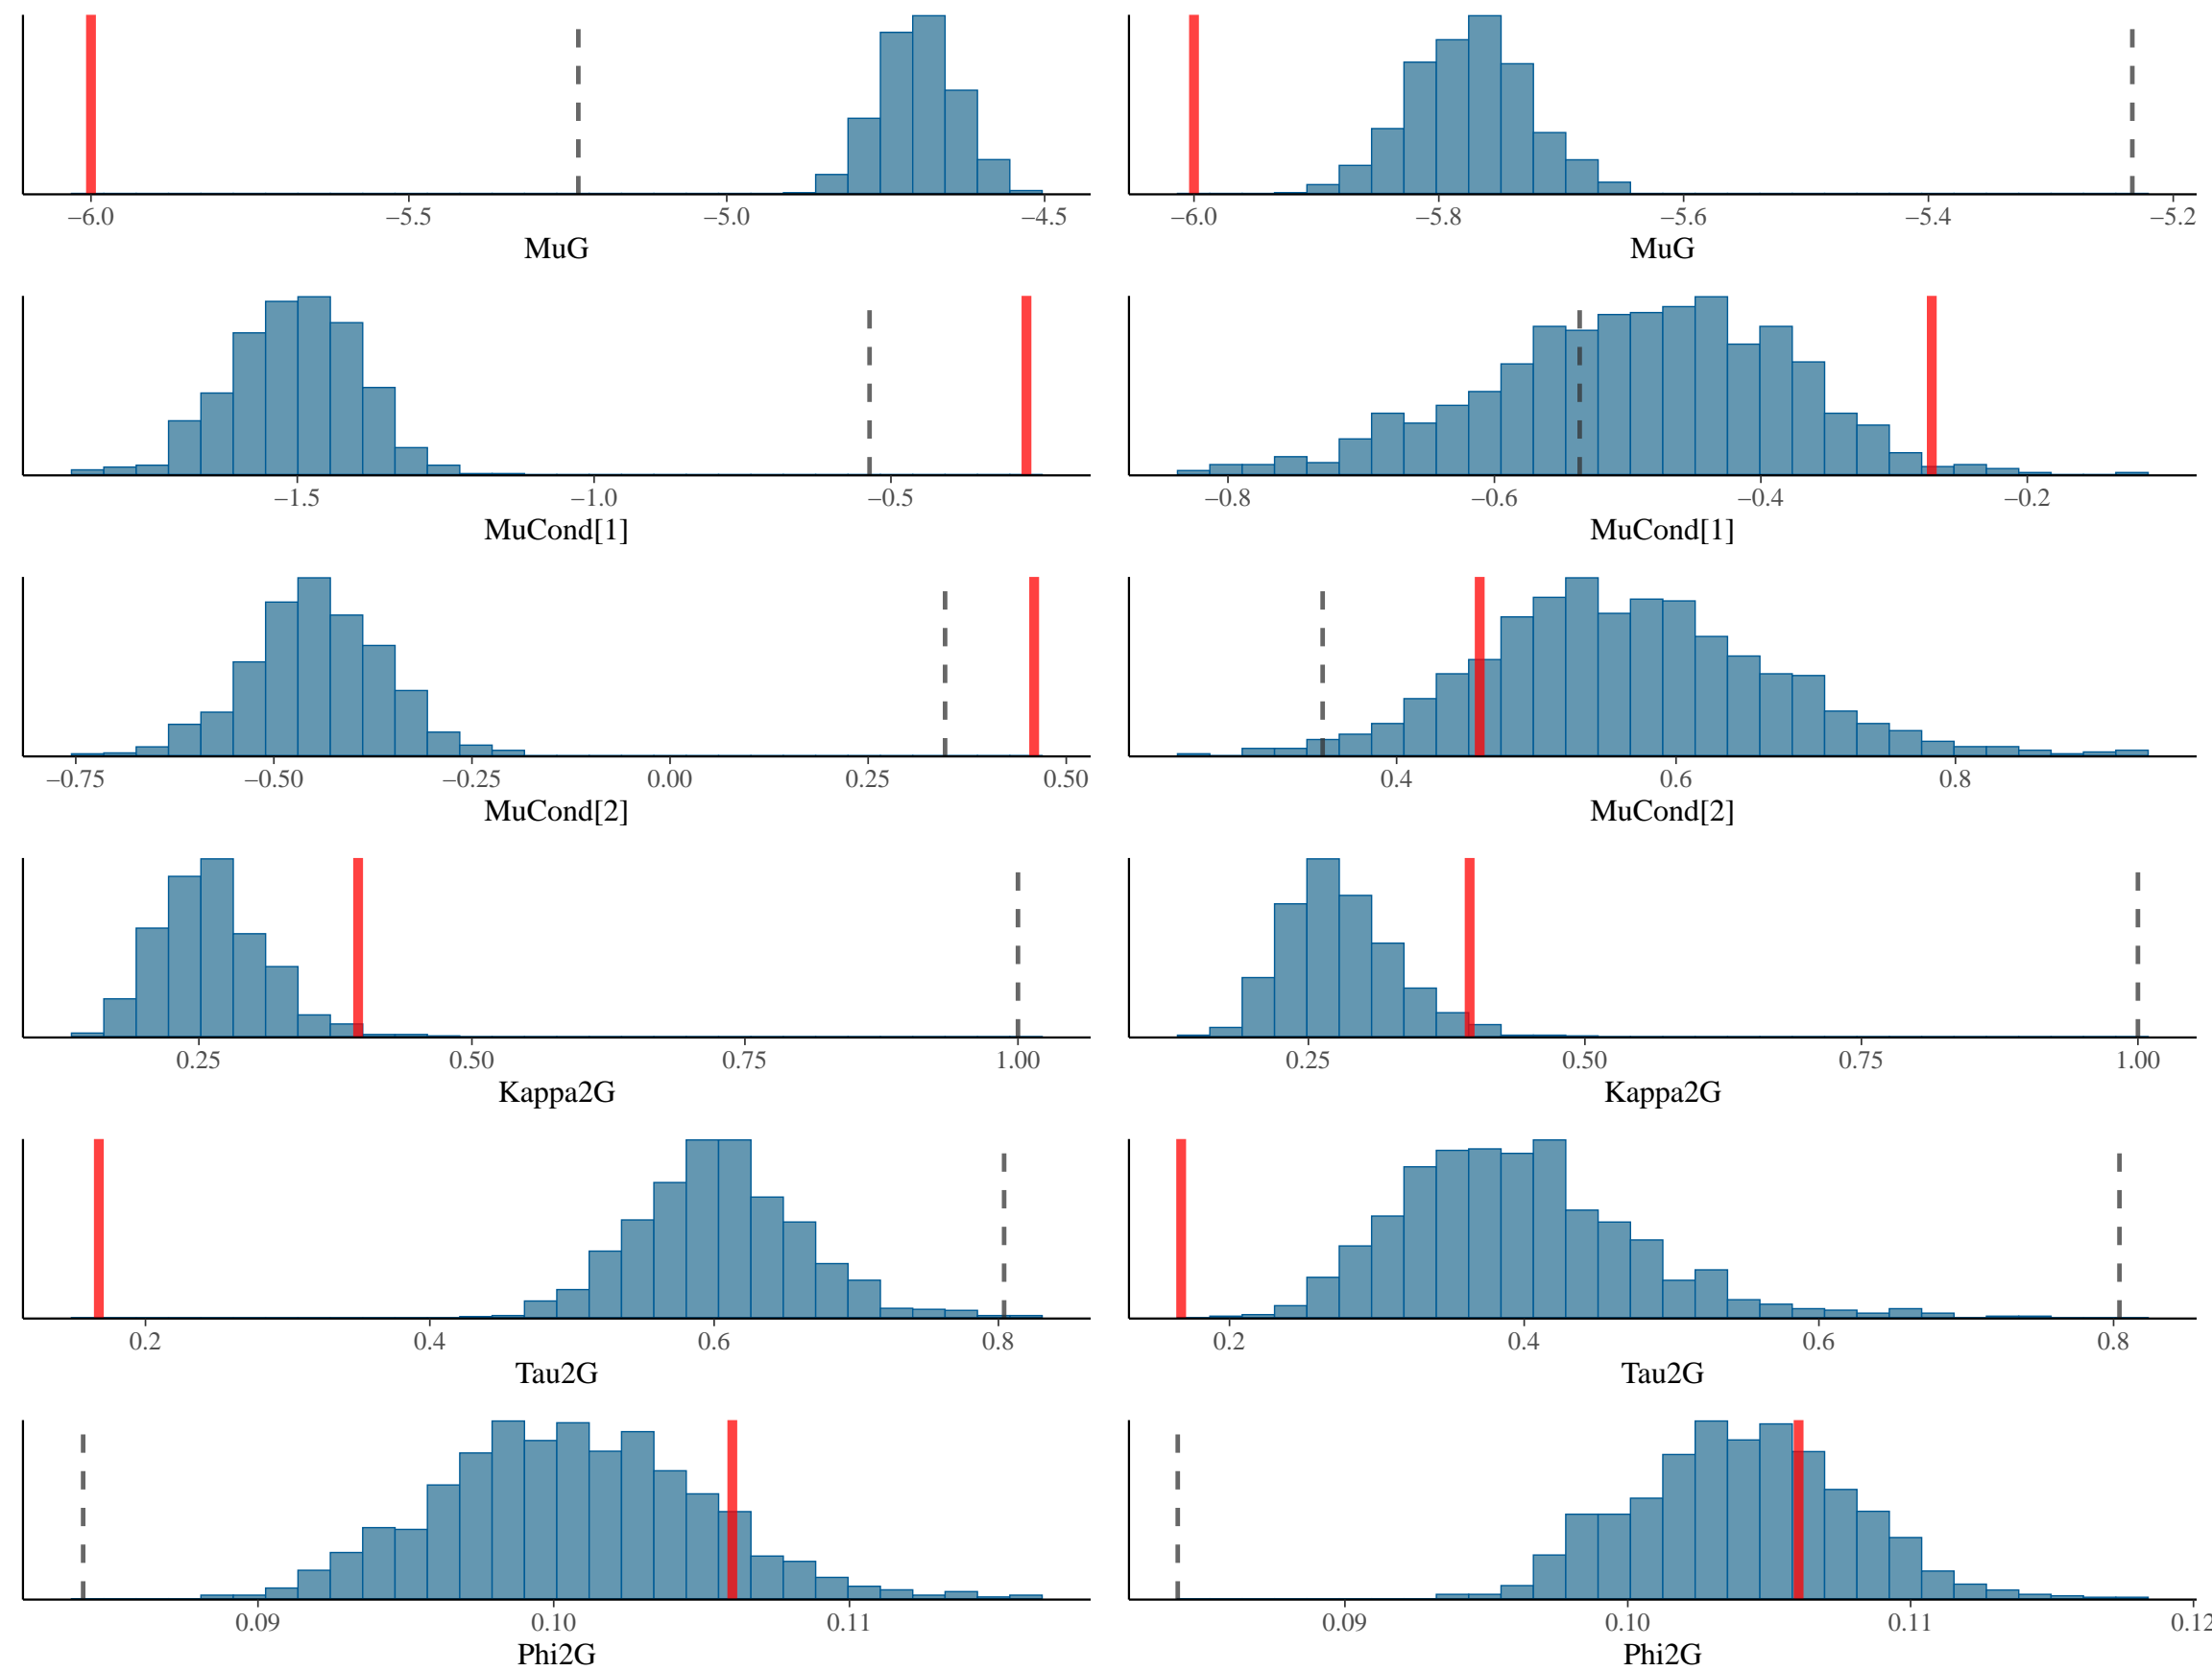 −6.0 −5.5 −5.0 −4.5
MuG
−6.0 −5.8 −5.6 −5.4 −5.2
MuG
−1.5 −1.0 −0.5
MuCond[1]
−0.8 −0.6 −0.4 −0.2
MuCond[1]
−0.75 −0.50 −0.25 0.00 0.25 0.50
MuCond[2]
0.4 0.6 0.8
MuCond[2]
0.25 0.50 0.75 1.00
Kappa2G
0.25 0.50 0.75 1.00
Kappa2G
0.2 0.4 0.6 0.8
Tau2G
0.2 0.4 0.6 0.8
Tau2G
0.09 0.10 0.11
Phi2G
0.09 0.10 0.11 0.12
Phi2G